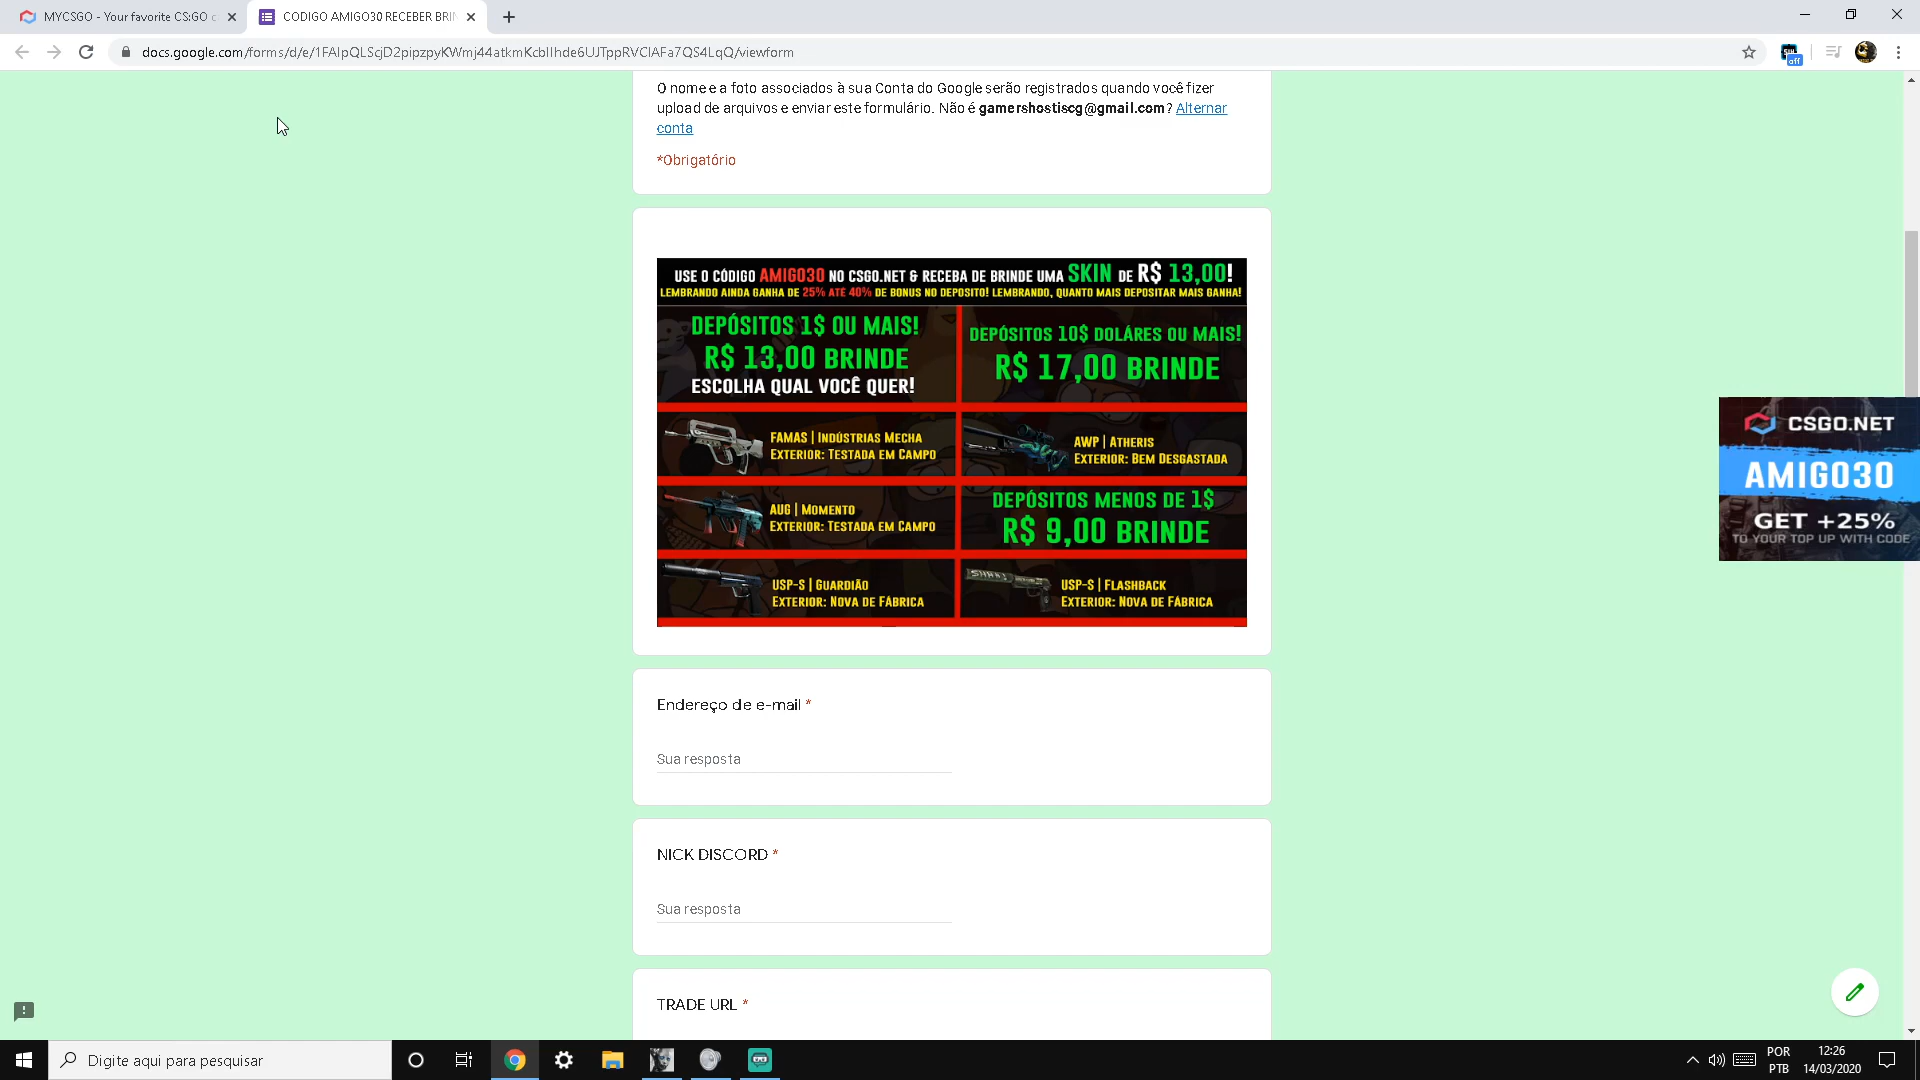 MYCSGO - Your favorite CS:GO c
CODIGO AMIGO30 RECEBER BRIN
docs.google.com/forms/d/e/1FAIpQLScjD2pipzpyKWmj44atkmKcbIlhde6UJTppRVCIAFa7QS4LqQ/viewform
off
O nome e a foto associados à sua Conta do Google serão registrados quando você fizer
upload de arquivos e enviar este formulário. Não é gamershostiscg@gmail.com? Alternar
conta
*Obrigatório
USE O CÓDIGO AMIGO30 NO CSGO.NET & RECEBA DE BRINDE UMA SKIN DE R$ 13,00!
LEMBRANDO AINDA GANHA DE 25% ATÉ 40% DE BONUS NO DEPOSITO! LEMBRANDO, QUANTO MAIS DEPOSITAR MAIS GANHA!
DEPÓSITOS 1$ OU MAIS!
R$ 13,00 BRINDE
ESCOLHA QUAL VOCÊ QUER!
DEPÓSITOS 10$ DOLÁRES OU MAIS!
R$ 17,00 BRINDE
FAMAS | INDÚSTRIAS MECHA
EXTERIOR: TESTADA EM CAMPO
AWP | ATHERIS
EXTERIOR: BEM DESGASTADA
AUG | MOMENTO
EXTERIOR: TESTADA EM CAMPO
DEPÓSITOS MENOS DE 1$
R$ 9,00 BRINDE
USP-S | GUARDIÃO
EXTERIOR: NOVA DE FÁBRICA
USP-S | FLASHBACK
EXTERIOR: NOVA DE FÁBRICA
CSGO.NET
AMIGO30
GET +25%
TO YOUR TOP UP WITH CODE
Endereço de e-mail *
Sua resposta
NICK DISCORD *
Sua resposta
TRADE URL *
Digite aqui para pesquisar
POR
PTB
12:26
14/03/2020